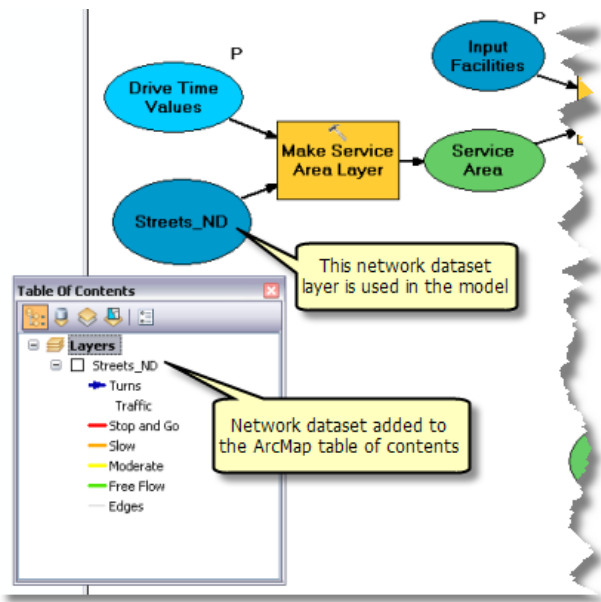 P
Input
Facilities
P
Drive Time
Values
Make Service
Area Layer
Service
Area
Streets_ND
This network dataset
layer is used in the model
Table Of Contents
Layers
Streets_ND
Turns
Traffic
Stop and Go
Slow
Moderate
Free Flow
Edges
Network dataset added to
the ArcMap table of contents